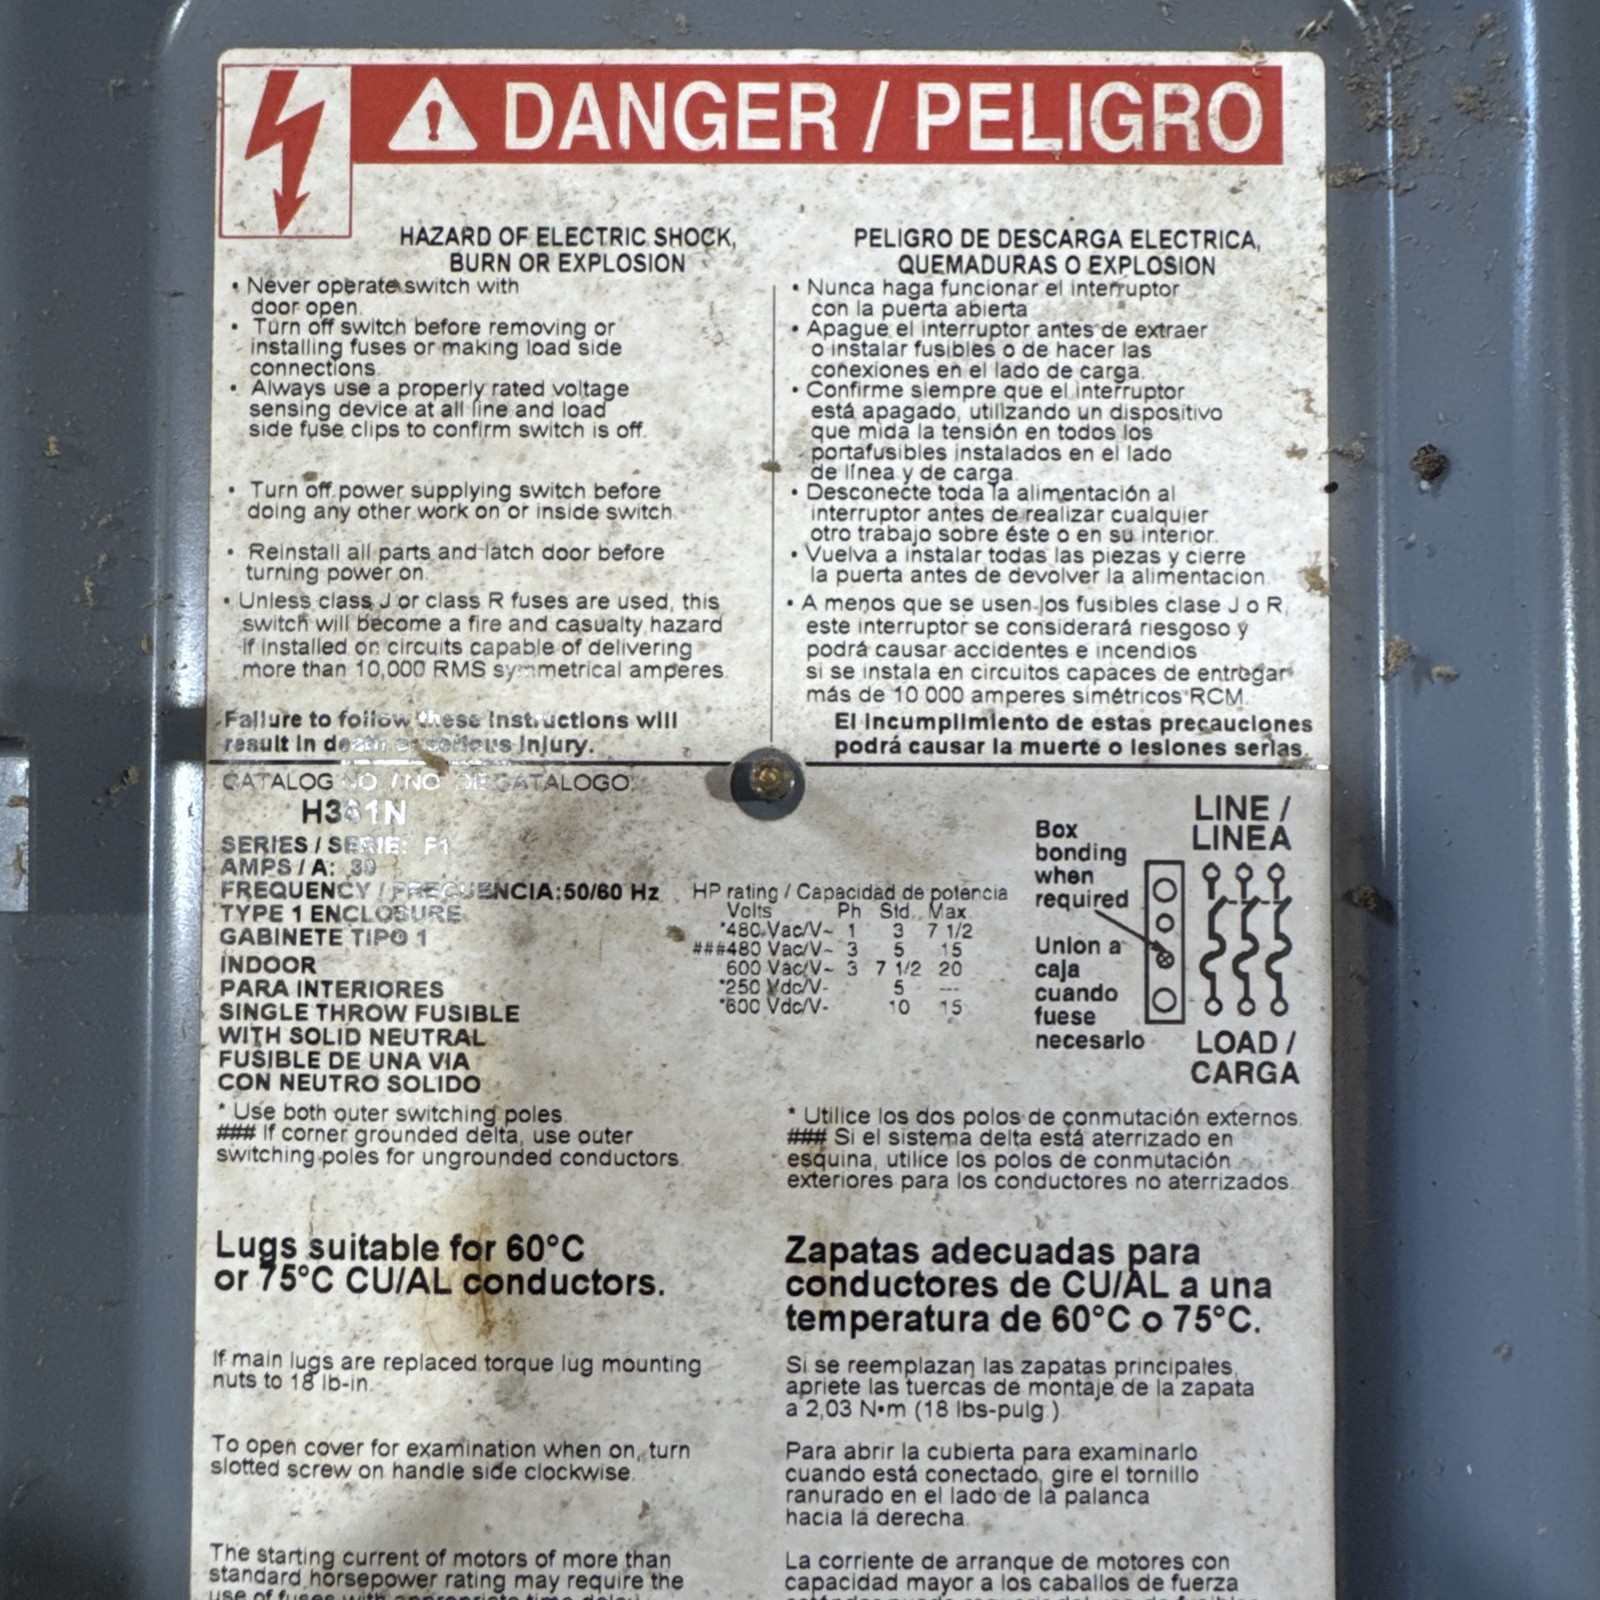 DANGER / PELIGRO
HAZARD OF ELECTRIC SHOCK,
BURN OR EXPLOSION
• Never operate switch with
door open.
• Turn off switch before removing or
installing fuses or making load side
connections.
• Always use a properly rated voltage
sensing device at all line and load
side fuse clips to confirm switch is off.
• Turn off power supplying switch before
doing any other work on or inside switch.
• Reinstall all parts and latch door before
turning power on.
• Unless class J or class R fuses are used, this
switch will become a fire and casualty hazard
if installed on circuits capable of delivering
more than 10,000 RMS symmetrical amperes.
Failure to follow these instructions will
result in death or serious injury.
PELIGRO DE DESCARGA ELECTRICA,
QUEMADURAS O EXPLOSION
• Nunca haga funcionar el interruptor
con la puerta abierta
• Apague el interruptor antes de extraer
o instalar fusibles o de hacer las
conexiones en el lado de carga.
• Confirme siempre que el interruptor
está apagado, utilizando un dispositivo
que mida la tensión en todos los
portafusibles instalados en el lado
de línea y de carga.
• Desconecte toda la alimentación al
interruptor antes de realizar cualquier
otro trabajo sobre éste o en su interior.
• Vuelva a instalar todas las piezas y cierre
la puerta antes de devolver la alimentacion.
• A menos que se usen los fusibles clase J o R,
este interruptor se considerará riesgoso y
podrá causar accidentes e incendios
si se instala en circuitos capaces de entregar
más de 10 000 amperes simétricos RCM.
El incumplimiento de estas precauciones
podrá causar la muerte o lesiones serias.
CATALOG NO. / NO. DE CATALOGO
H361N
SERIES / SERIE: F1
AMPS / A: 30
FREQUENCY / FRECUENCIA: 50/60 Hz
TYPE 1 ENCLOSURE
GABINETE TIPO 1
INDOOR
PARA INTERIORES
SINGLE THROW FUSIBLE
WITH SOLID NEUTRAL
FUSIBLE DE UNA VIA
CON NEUTRO SOLIDO
HP rating / Capacidad de potencia
Volts Ph Std. Max.
*480 Vac/V~ 1 3 7 1/2
###480 Vac/V~ 3 5 15
600 Vac/V~ 3 7 1/2 20
*250 Vdc/V- 5 ---
*600 Vdc/V- 10 15
Box
bonding
when
required
Union a
caja
cuando
fuese
necesario
LINE /
LINEA
LOAD /
CARGA
* Use both outer switching poles.
### If corner grounded delta, use outer
switching poles for ungrounded conductors.
* Utilice los dos polos de conmutación externos.
### Si el sistema delta está aterrizado en
esquina, utilice los polos de conmutación
exteriores para los conductores no aterrizados.
Lugs suitable for 60°C
or 75°C CU/AL conductors.
Zapatas adecuadas para
conductores de CU/AL a una
temperatura de 60°C o 75°C.
If main lugs are replaced torque lug mounting
nuts to 18 lb-in.
Si se reemplazan las zapatas principales,
apriete las tuercas de montaje de la zapata
a 2,03 N•m (18 lbs-pulg.)
To open cover for examination when on, turn
slotted screw on handle side clockwise.
Para abrir la cubierta para examinarlo
cuando está conectado, gire el tornillo
ranurado en el lado de la palanca
hacia la derecha.
The starting current of motors of more than
standard horsepower rating may require the
use of fuses with appropriate time delay
La corriente de arranque de motores con
capacidad mayor a los caballos de fuerza